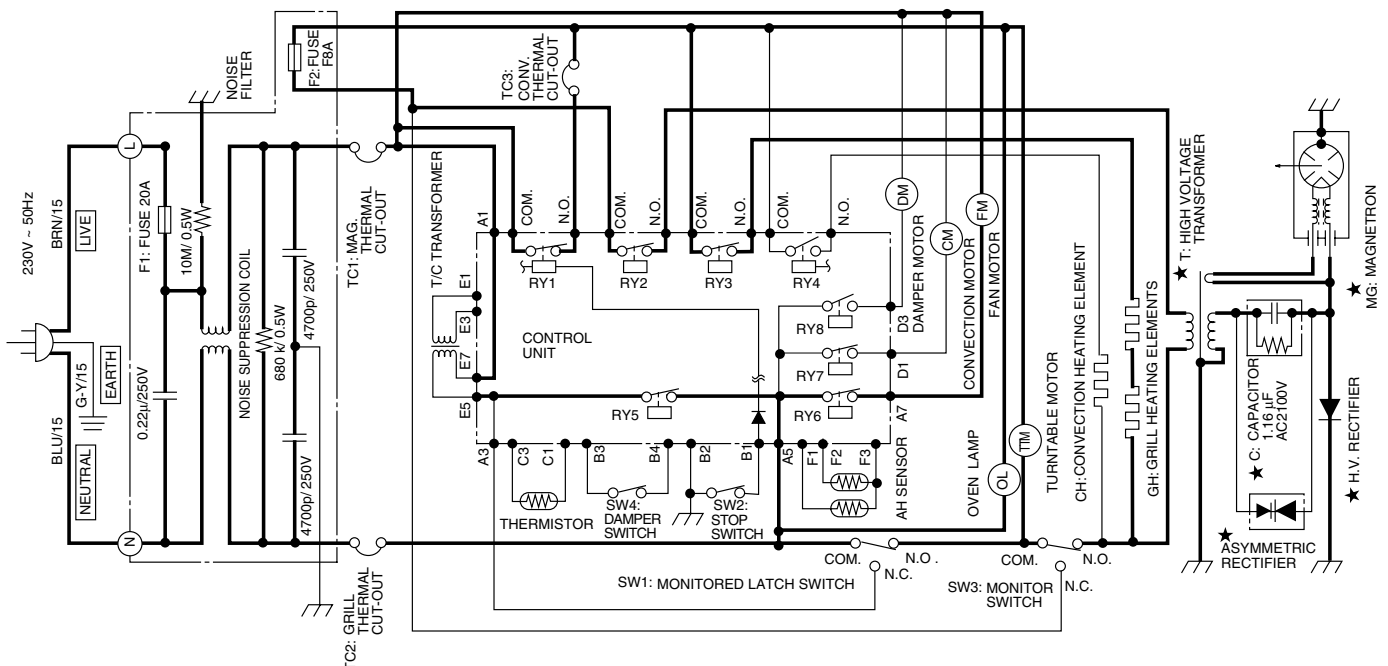 230V ~ 50Hz
BRN/15
LIVE
BLU/15
G-Y/15
NEUTRAL
EARTH
L
N
F1: FUSE 20A
0.22µ/250V
10M/ 0.5W
NOISE
FILTER
NOISE SUPPRESSION COIL
680 k/ 0.5W
4700p/ 250V
4700p/ 250V
F2: FUSE
F8A
TC1: MAG.
THERMAL
CUT-OUT
TC2: GRILL
THERMAL
CUT-OUT
TC3: CONV.
THERMAL
CUT-OUT
T/C TRANSFORMER
A1
E1
E3
E7
E5
COM.
N.O.
COM.
N.O.
COM.
N.O.
COM.
N.O.
RY1
RY2
RY3
RY4
CONTROL
UNIT
RY8
RY7
RY5
RY6
D3
D1
A7
A3
C3
C1
B3
B4
B2
B1
A5
F1
F2
F3
THERMISTOR
SW4:
DAMPER
SWITCH
SW2:
STOP
SWITCH
AH SENSOR
DM
DAMPER MOTOR
CM
CONVECTION MOTOR
FM
FAN MOTOR
OVEN LAMP
OL
TTM
TURNTABLE MOTOR
CH: CONVECTION HEATING ELEMENT
GH: GRILL HEATING ELEMENTS
COM.
N.O .
N.C.
SW1: MONITORED LATCH SWITCH
COM.
N.O.
N.C.
SW3: MONITOR
SWITCH
★ T: HIGH VOLTAGE
TRANSFORMER
★ C: CAPACITOR
1.16 µF
AC2100V
★ ASYMMETRIC
RECTIFIER
★ H.V. RECTIFIER
★ MG: MAGNETRON